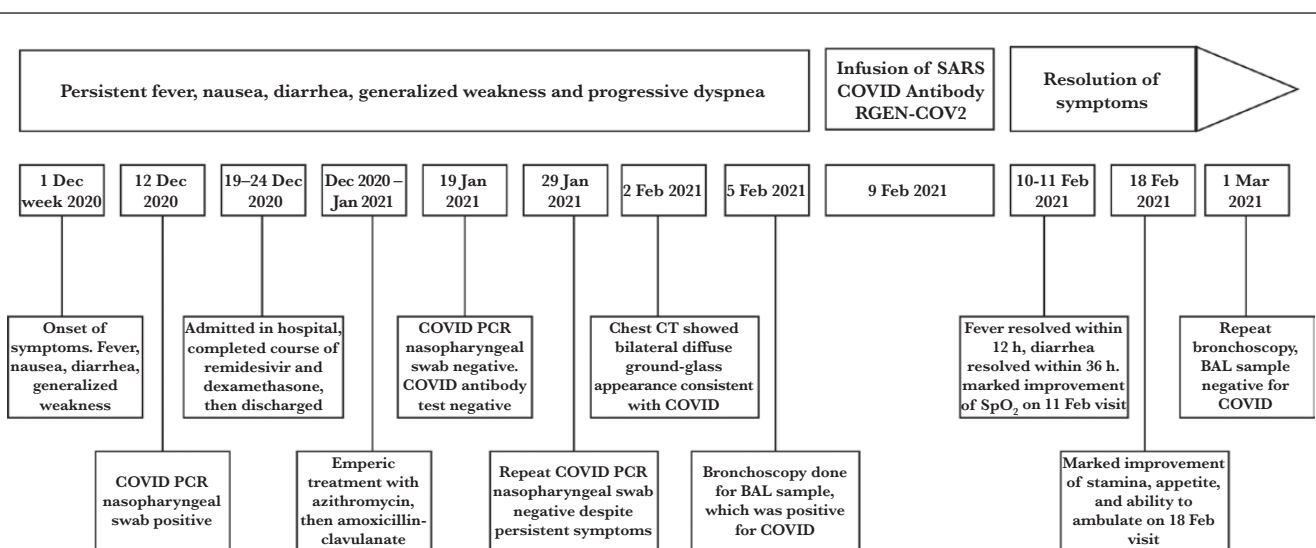 Persistent fever, nausea, diarrhea, generalized weakness and progressive dyspnea
Infusion of SARS
COVID Antibody
RGEN-COV2
Resolution of
symptoms
1 Dec
week 2020
12 Dec
2020
19–24 Dec
2020
Dec 2020 –
Jan 2021
19 Jan
2021
29 Jan
2021
2 Feb 2021
5 Feb 2021
9 Feb 2021
10-11 Feb
2021
18 Feb
2021
1 Mar
2021
Onset of
symptoms. Fever,
nausea, diarrhea,
generalized
weakness
Admitted in hospital,
completed course of
remidesivir and
dexamethasone,
then discharged
COVID PCR
nasopharyngeal
swab negative.
COVID antibody
test negative
Chest CT showed
bilateral diffuse
ground-glass
appearance consistent
with COVID
Fever resolved within
12 h, diarrhea
resolved within 36 h.
marked improvement
of SpO₂ on 11 Feb visit
Repeat
bronchoscopy,
BAL sample
negative for
COVID
COVID PCR
nasopharyngeal
swab positive
Emperic
treatment with
azithromycin,
then amoxicillin-
clavulanate
Repeat COVID PCR
nasopharyngeal swab
negative despite
persistent symptoms
Bronchoscopy done
for BAL sample,
which was positive
for COVID
Marked improvement
of stamina, appetite,
and ability to
ambulate on 18 Feb
visit